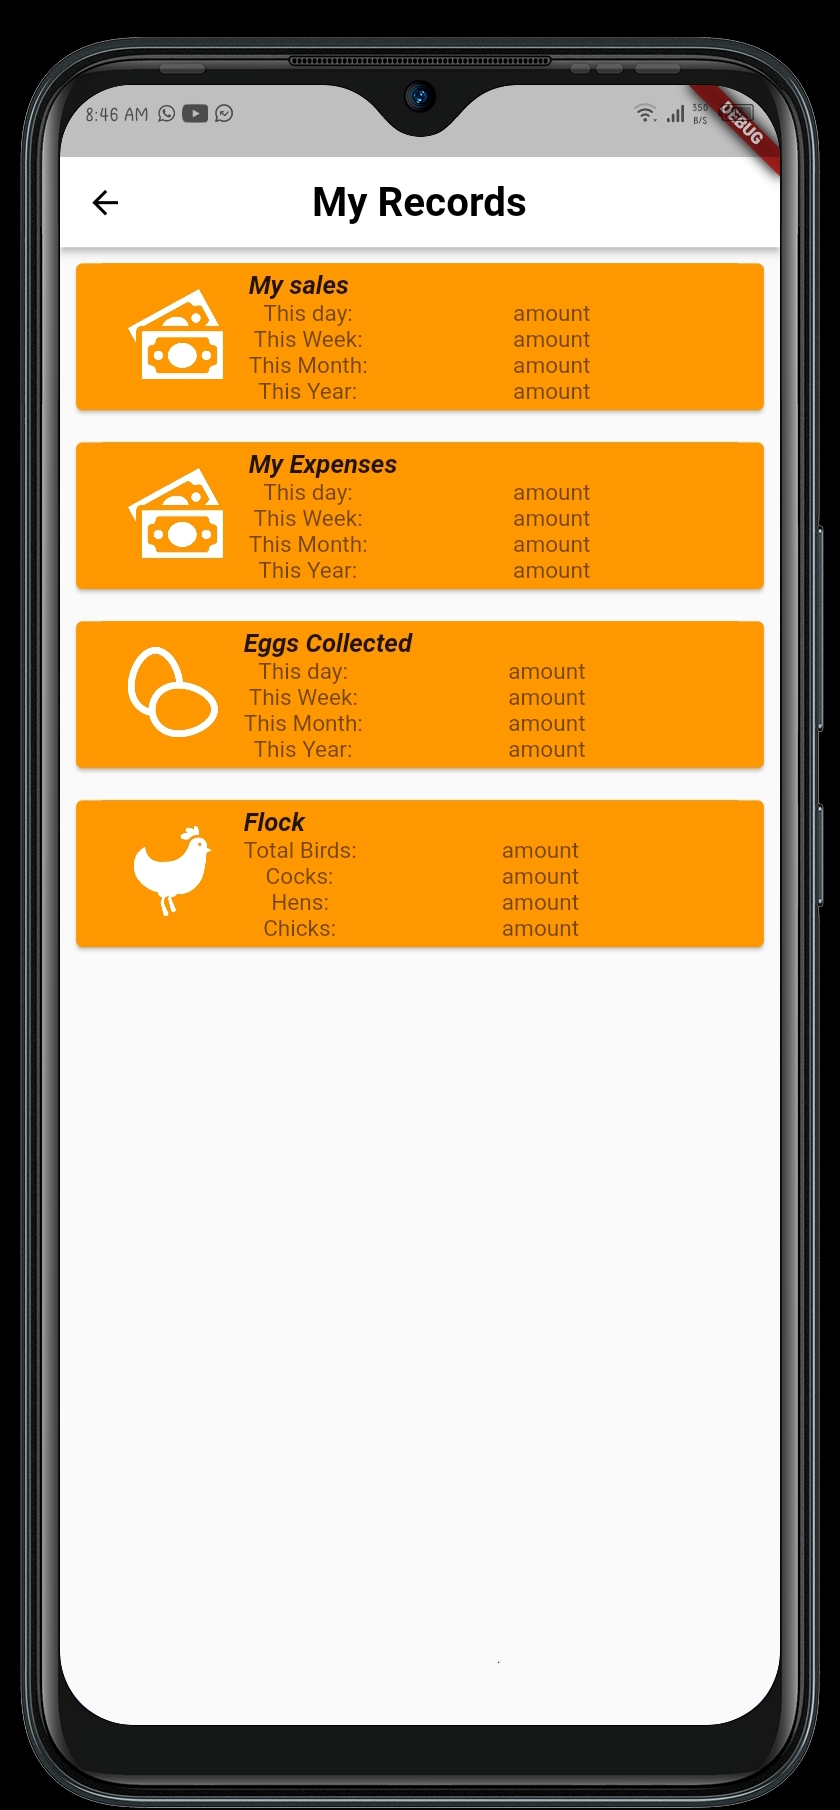 8:46 AM
350
B/S
DEBUG
My Records
My sales
This day: amount
This Week: amount
This Month: amount
This Year: amount
My Expenses
This day: amount
This Week: amount
This Month: amount
This Year: amount
Eggs Collected
This day: amount
This Week: amount
This Month: amount
This Year: amount
Flock
Total Birds: amount
Cocks: amount
Hens: amount
Chicks: amount